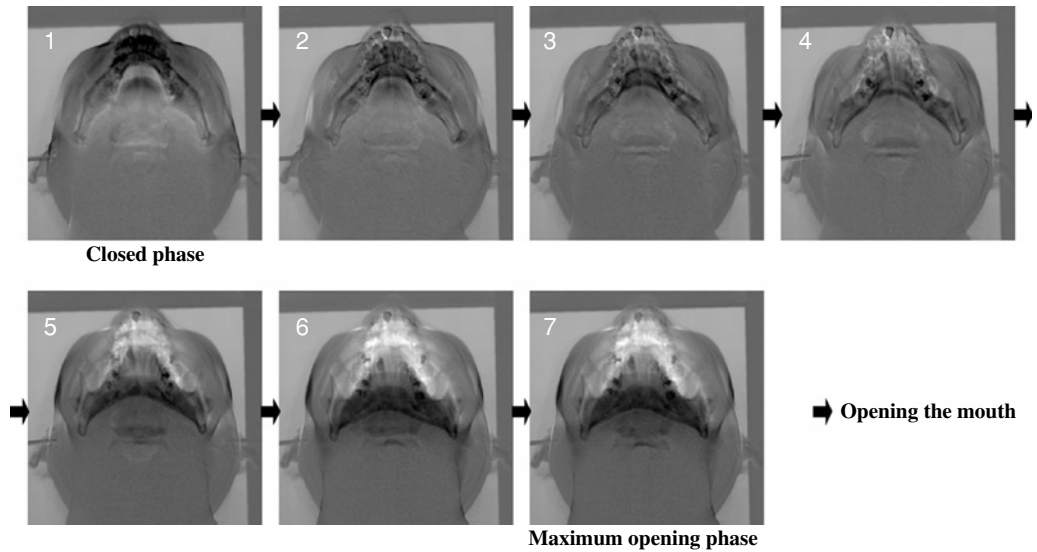 1 2 3 4
Closed phase
5 6 7
Opening the mouth
Maximum opening phase